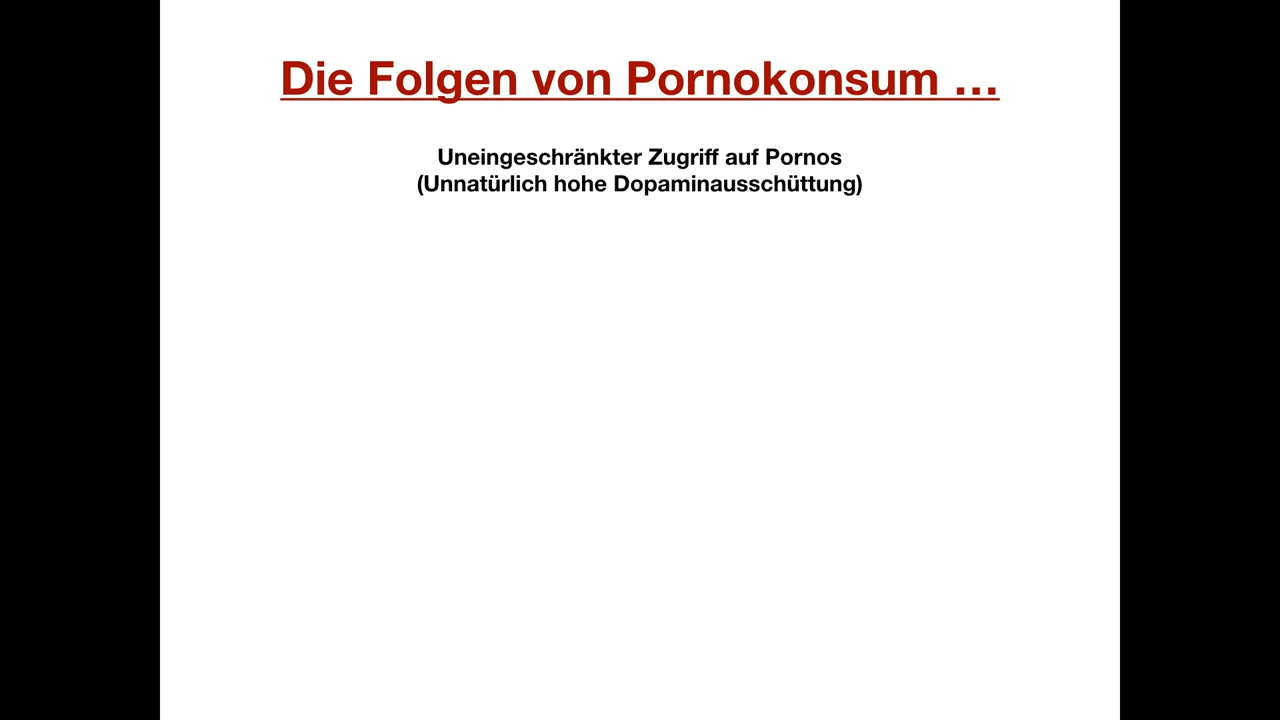 Die Folgen von Pornokonsum …
Uneingeschränkter Zugriff auf Pornos
(Unnatürlich hohe Dopaminausschüttung)